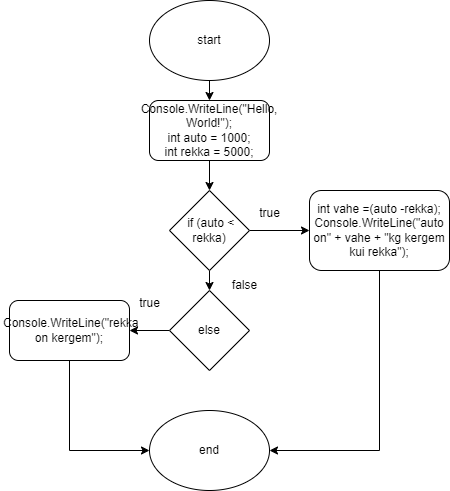 start
Console.WriteLine("Hello,
World!");
int auto = 1000;
int rekka = 5000;
if (auto <
rekka)
true
int vahe =(auto -rekka);
Console.WriteLine("auto
on" + vahe + "kg kergem
kui rekka");
false
else
true
Console.WriteLine("rekka
on kergem");
end